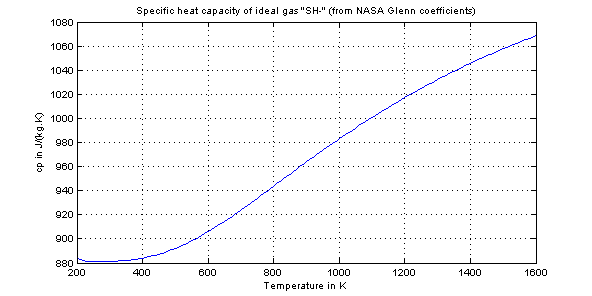 Specific heat capacity of ideal gas "SH-" (from NASA Glenn coefficients)
1080
1060
1040
1020
1000
980
960
940
920
900
880
cp in J/(kg.K)
200 400 600 800 1000 1200 1400 1600
Temperature in K